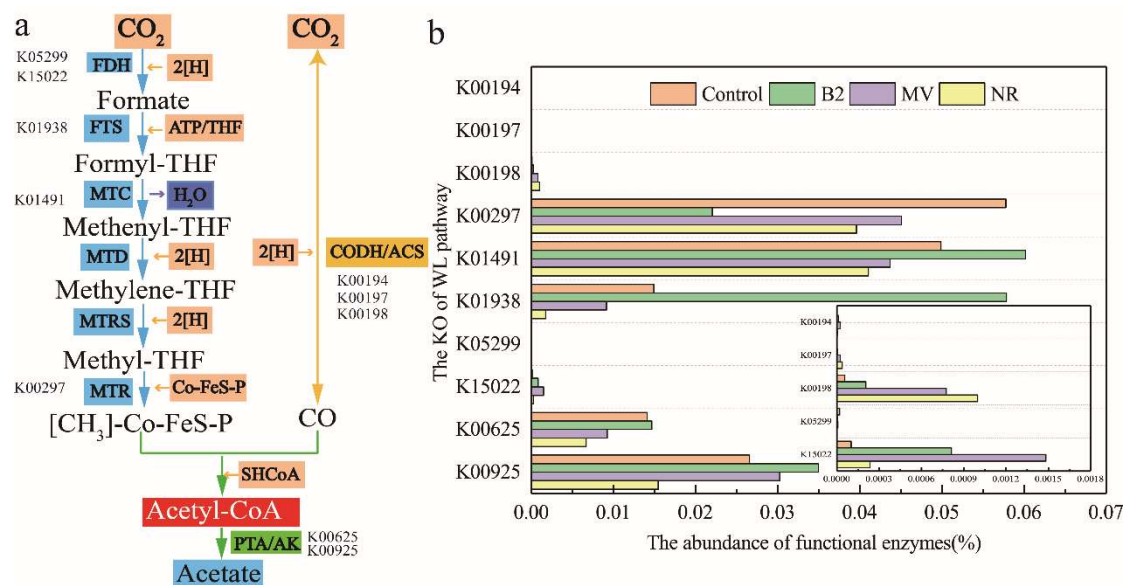 a
CO₂
CO₂
K05299
K15022
FDH
2[H]
Formate
K01938
FTS
ATP/THF
Formyl-THF
K01491
MTC
H₂O
Methenyl-THF
MTD
2[H]
2[H]
CODH/ACS
K00194
K00197
K00198
Methylene-THF
MTRS
2[H]
Methyl-THF
K00297
MTR
Co-FeS-P
[CH₃]-Co-FeS-P
CO
SHCoA
Acetyl-CoA
PTA/AK
K00625
K00925
Acetate
b
Control
B2
MV
NR
The KO of WL pathway
K00194
K00197
K00198
K00297
K01491
K01938
K05299
K15022
K00625
K00925
0.00 0.01 0.02 0.03 0.04 0.05 0.06 0.07
The abundance of functional enzymes(%)
K00194
K00197
K00198
K05299
K15022
0.0000 0.0003 0.0006 0.0009 0.0012 0.0015 0.0018